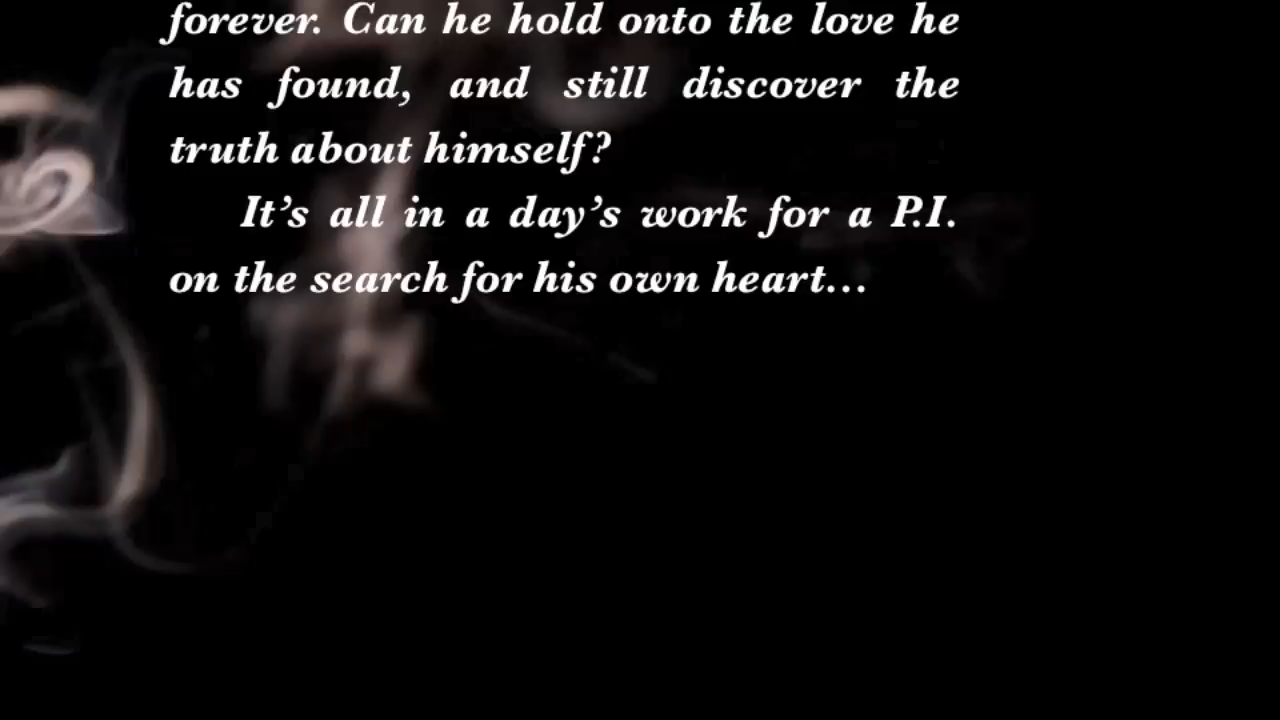 forever. Can he hold onto the love he
has found, and still discover the
truth about himself?
It’s all in a day’s work for a P.I.
on the search for his own heart...